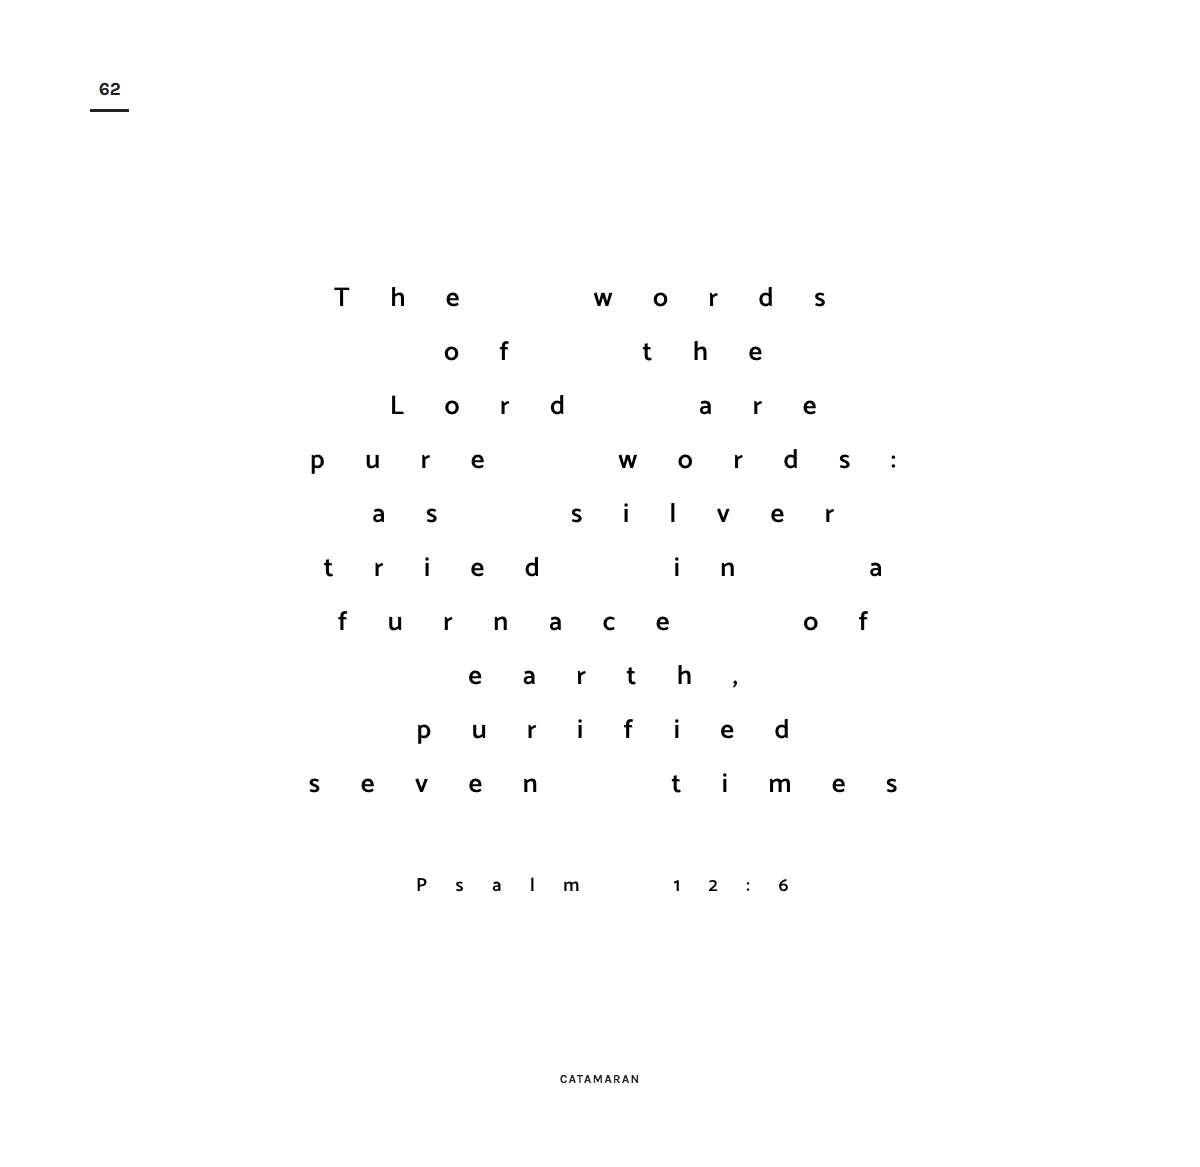 62
The words
of the
Lord are
pure words:
as silver
tried in a
furnace of
earth,
purified
seven times
Psalm 12:6
CATAMARAN